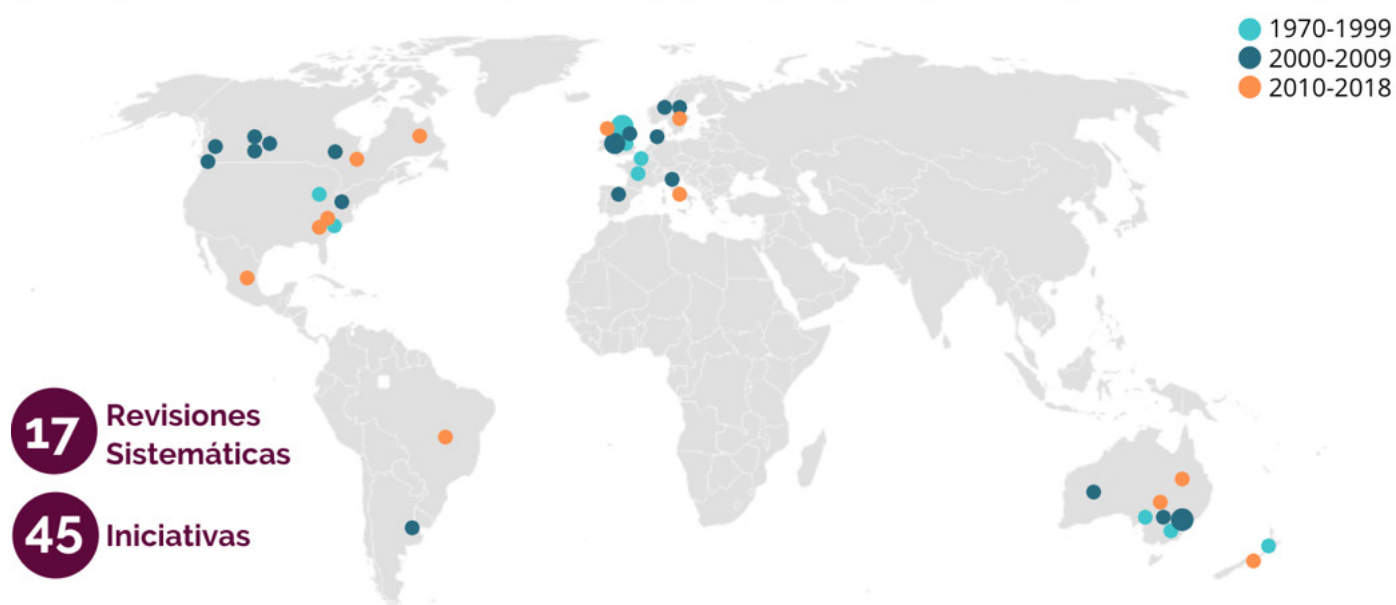 1970-1999
2000-2009
2010-2018
17 Revisiones
Sistemáticas
45 Iniciativas